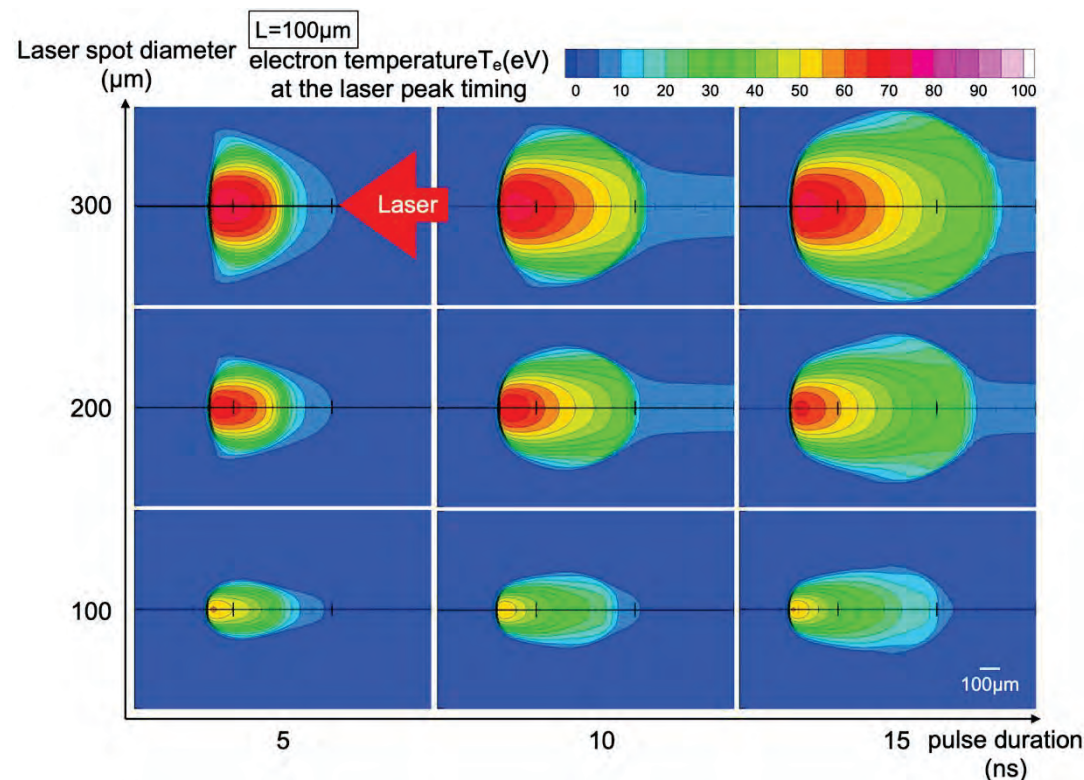 L=100μm
Laser spot diameter
(μm)
electron temperatureTe(eV)
at the laser peak timing
0 10 20 30 40 50 60 70 80 90 100
300
Laser
200
100
100μm
5 10 15 pulse duration
(ns)